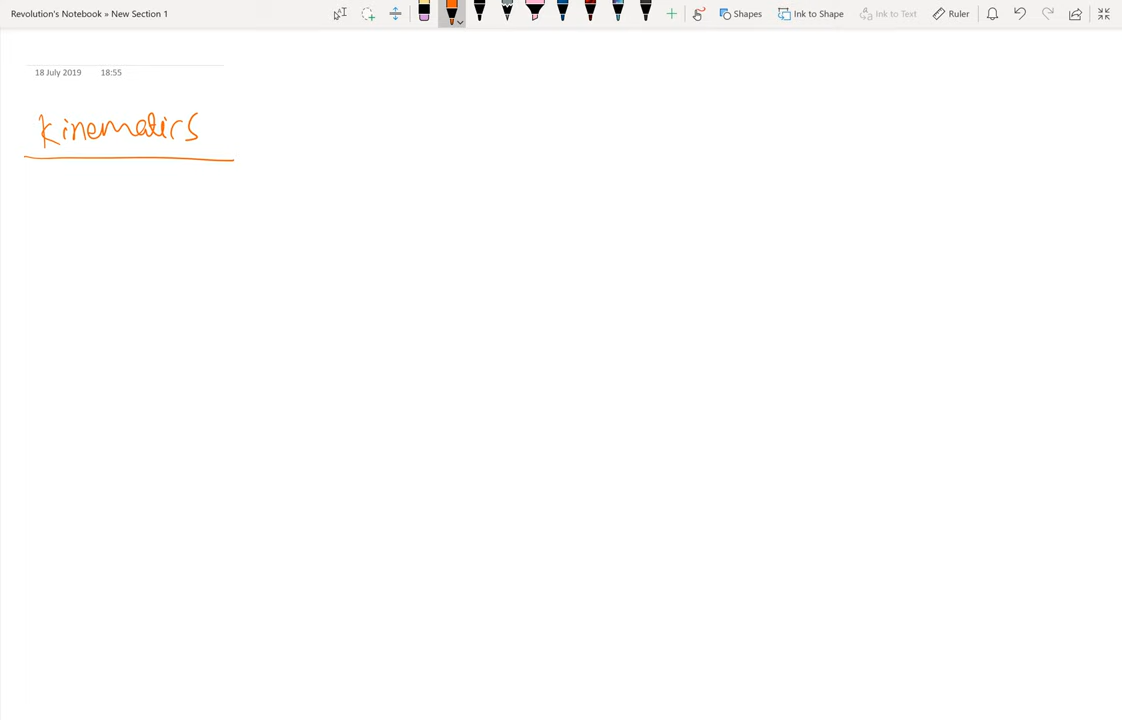 Revolution's Notebook » New Section 1
Shapes Ink to Shape Ink to Text Ruler
18 July 2019 18:55
Kinematics